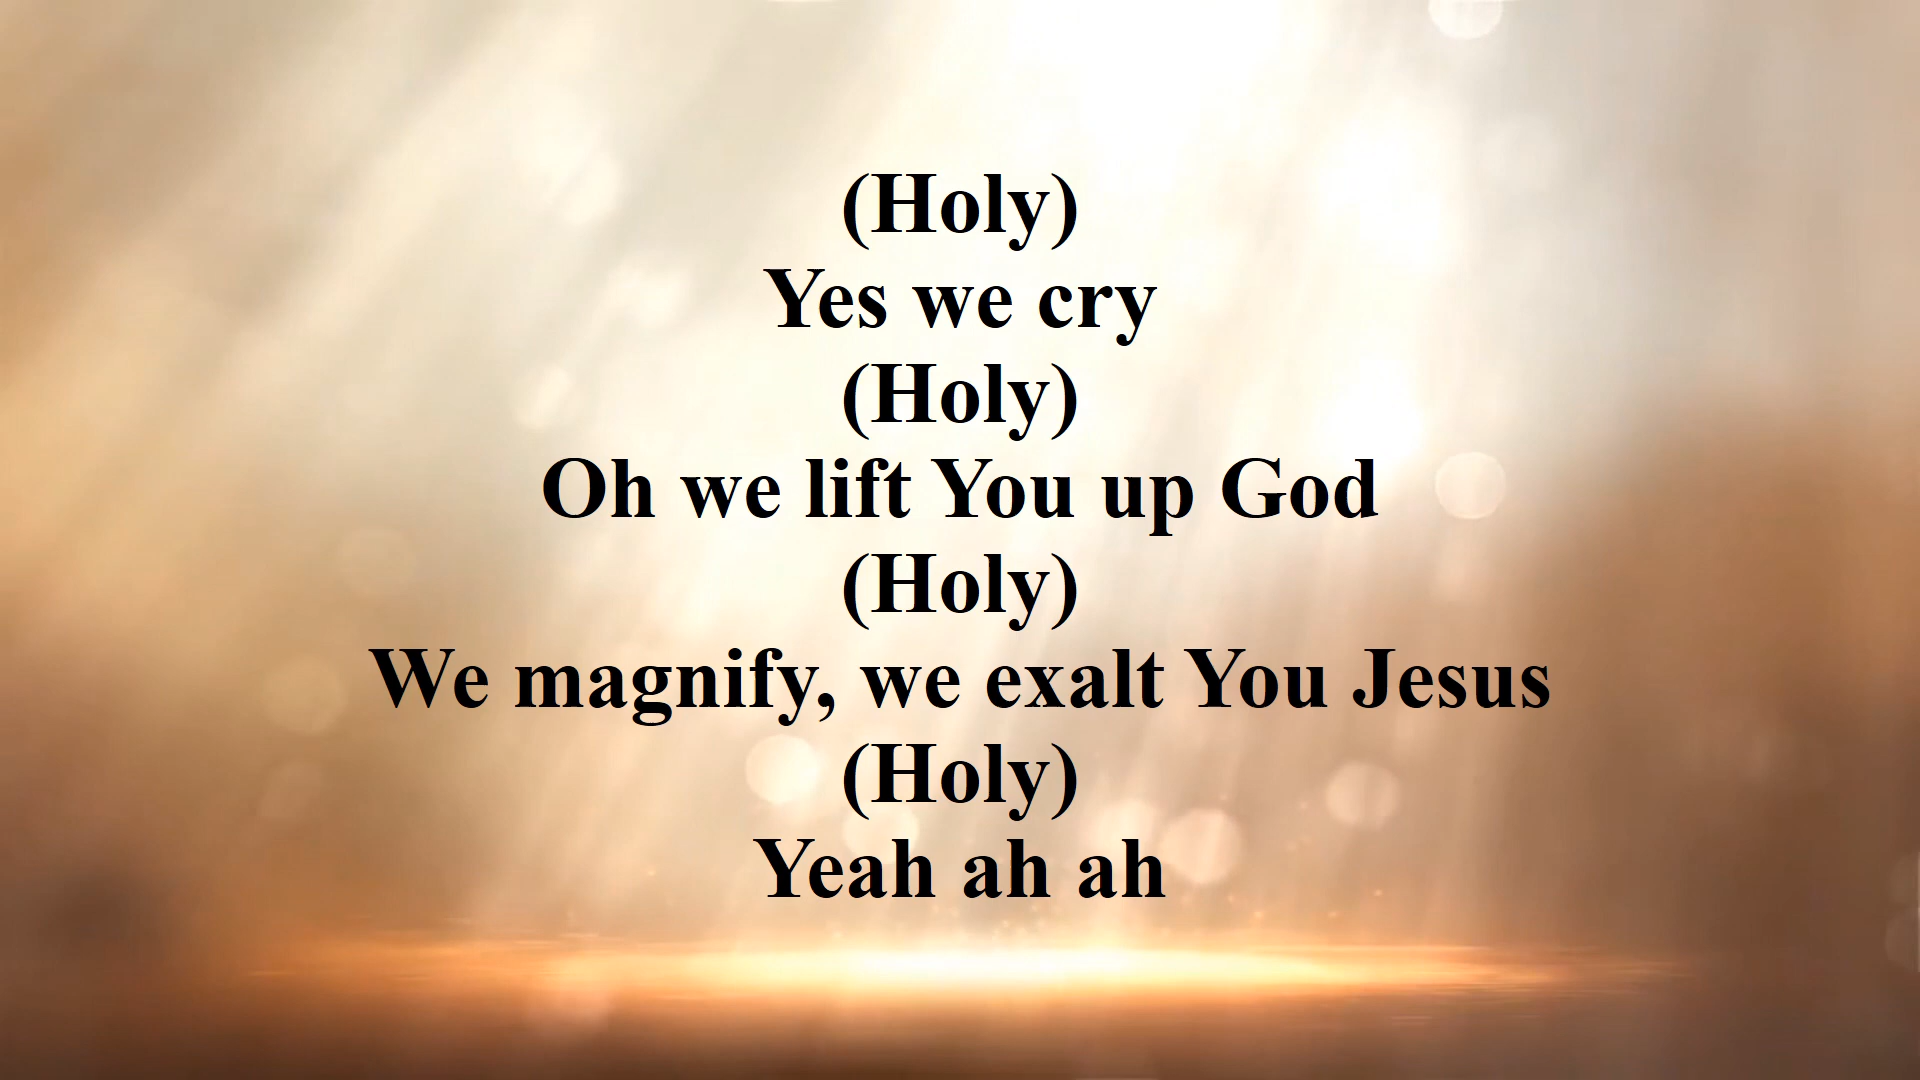 (Holy)
Yes we cry
(Holy)
Oh we lift You up God
(Holy)
We magnify, we exalt You Jesus
(Holy)
Yeah ah ah